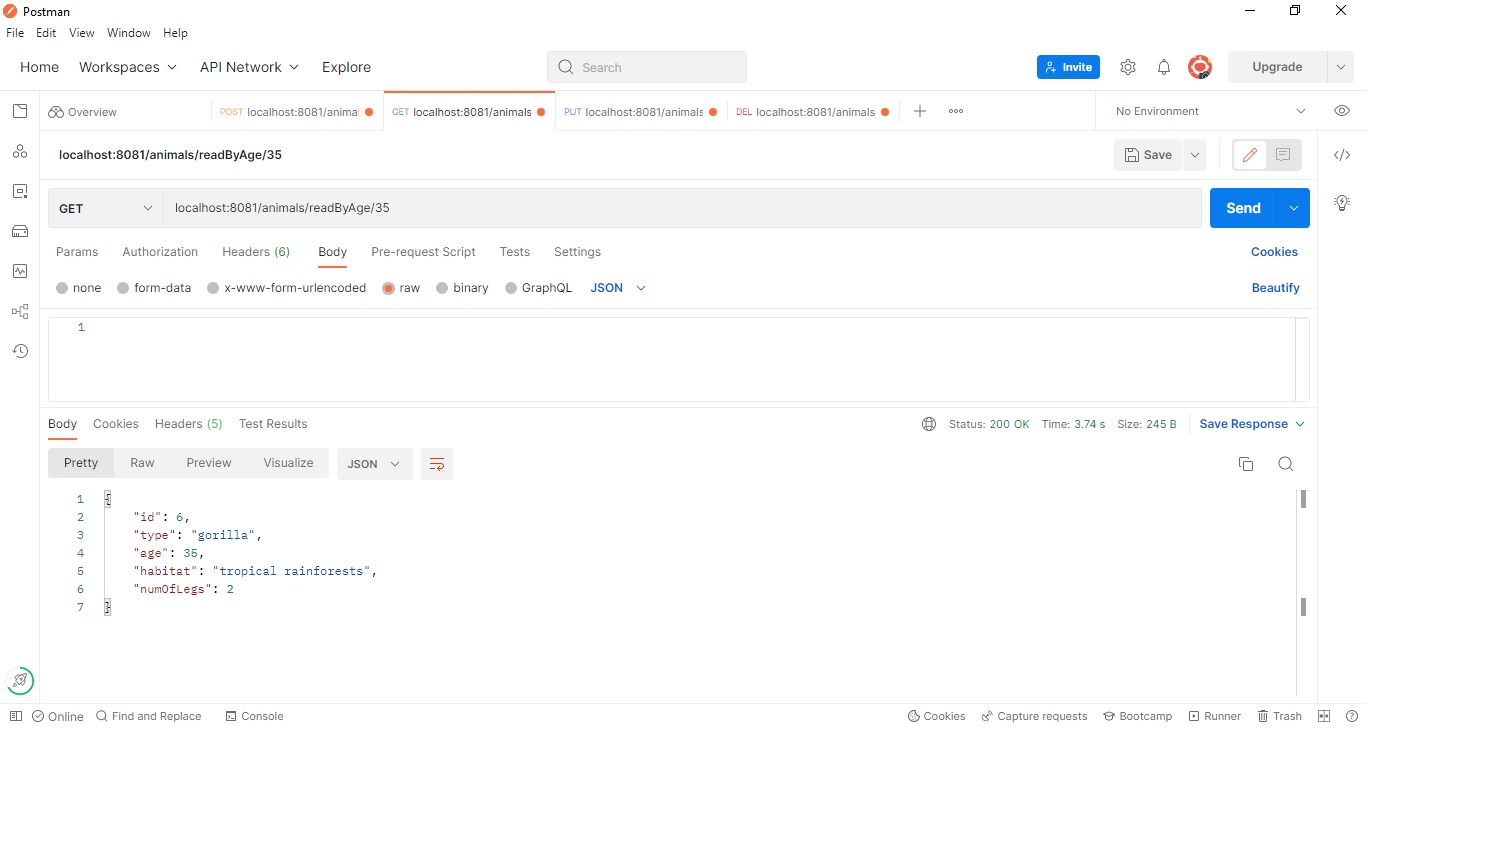 Postman
File Edit View Window Help
Home Workspaces API Network Explore Search Invite Upgrade
Overview POST localhost:8081/anima GET localhost:8081/animals PUT localhost:8081/animals DEL localhost:8081/animals No Environment
localhost:8081/animals/readByAge/35 Save
GET localhost:8081/animals/readByAge/35 Send
Params Authorization Headers (6) Body Pre-request Script Tests Settings Cookies
none form-data x-www-form-urlencoded raw binary GraphQL JSON Beautify
1
Body Cookies Headers (5) Test Results Status: 200 OK Time: 3.74 s Size: 245 B Save Response
Pretty Raw Preview Visualize JSON
1 {
2 "id": 6,
3 "type": "gorilla",
4 "age": 35,
5 "habitat": "tropical rainforests",
6 "numOfLegs": 2
7 }
Online Find and Replace Console Cookies Capture requests Bootcamp Runner Trash